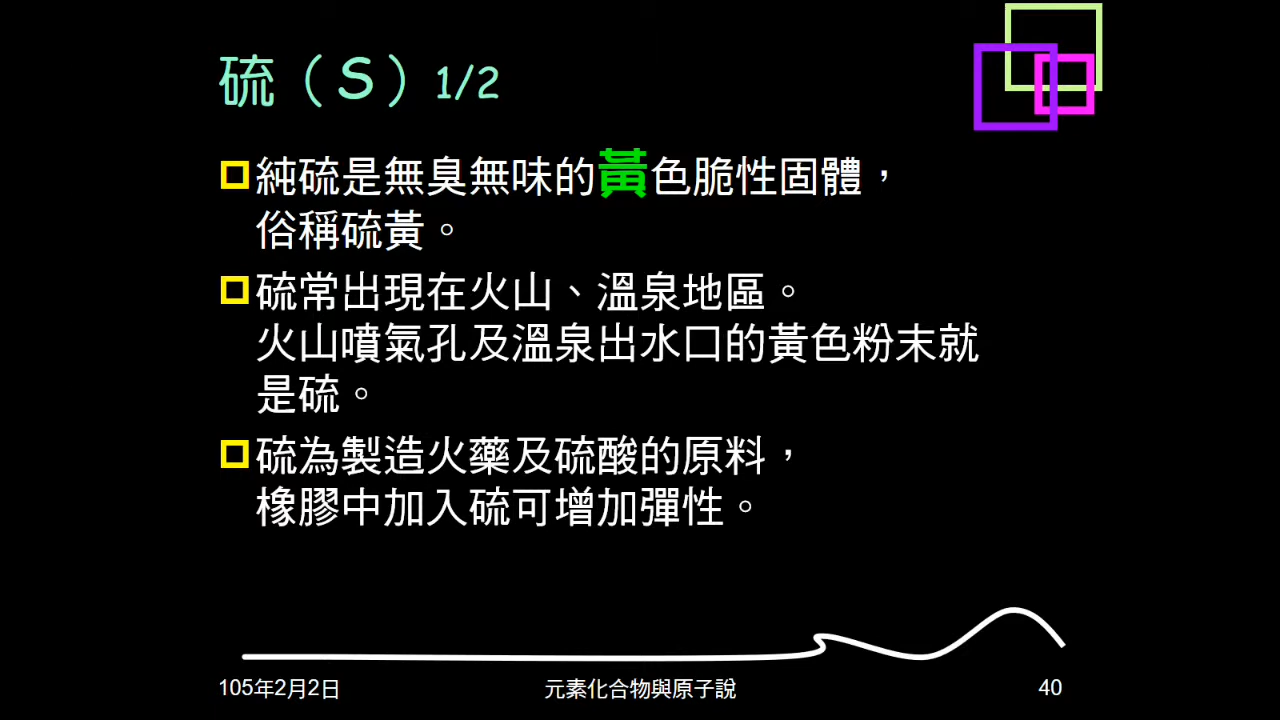 硫（S）1/2
純硫是無臭無味的黃色脆性固體，
俗稱硫黃。
硫常出現在火山、溫泉地區。
火山噴氣孔及溫泉出水口的黃色粉末就
是硫。
硫為製造火藥及硫酸的原料，
橡膠中加入硫可增加彈性。
105年2月2日
元素化合物與原子說
40